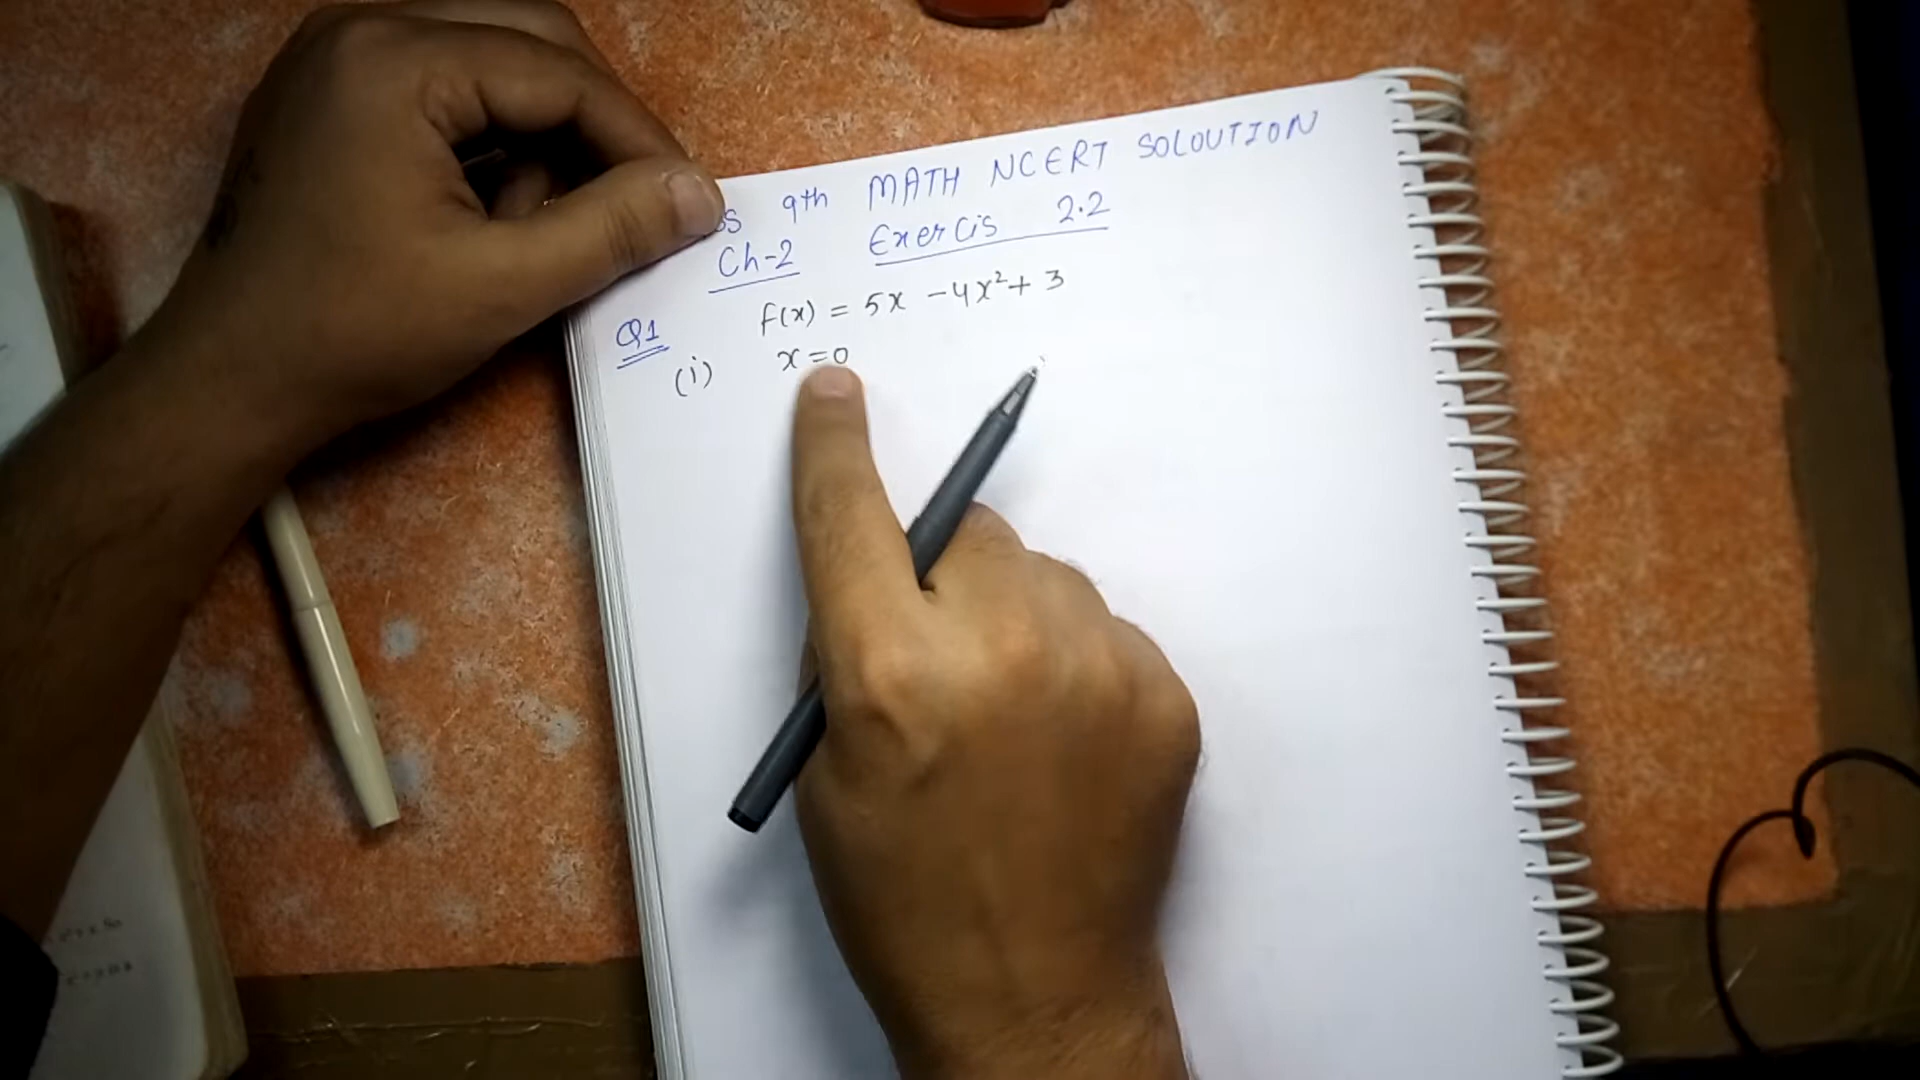 9th MATH NCERT SOLOUTION
Ch-2 Exercis 2.2
Q1 f(x) = 5x - 4x² + 3
(i) x = 0